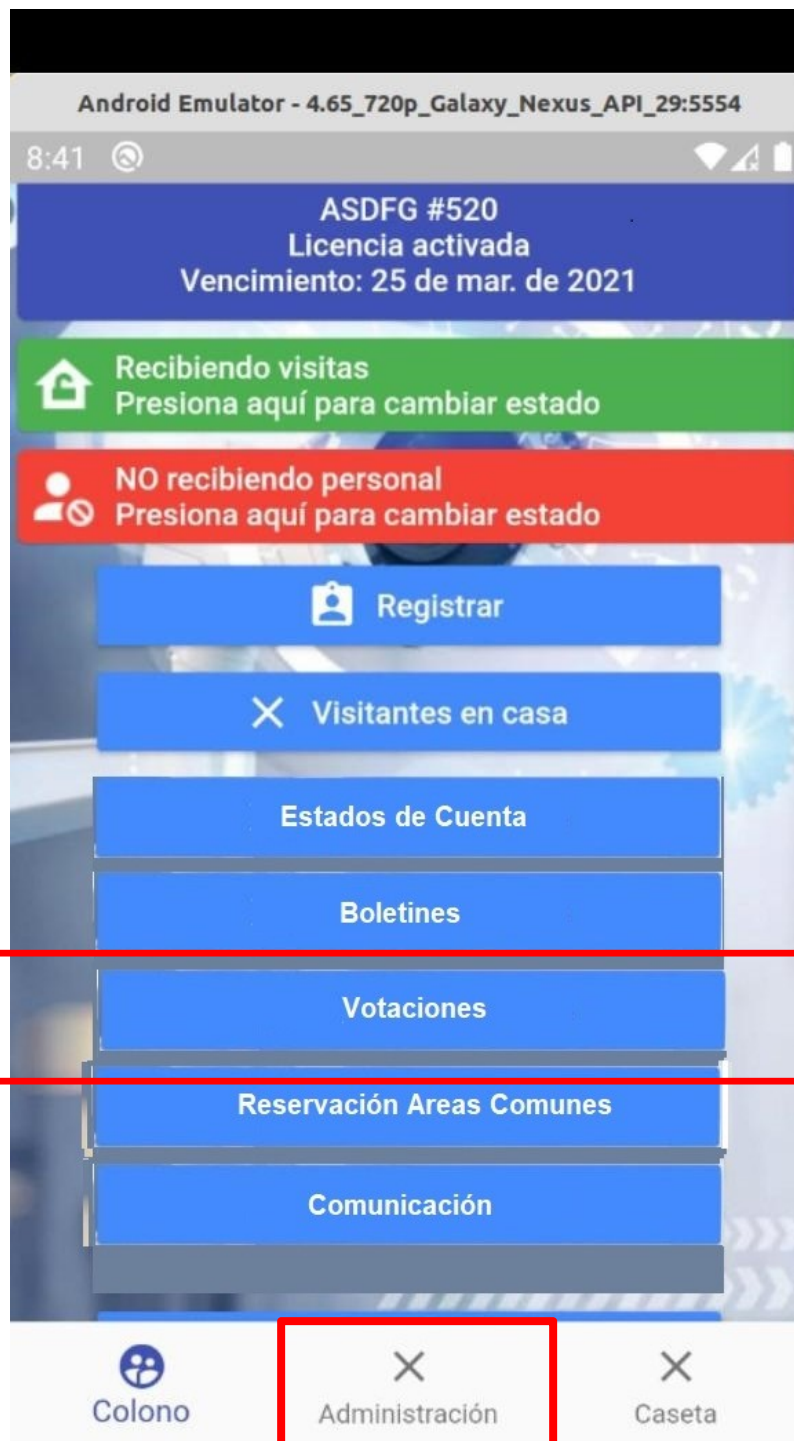 Android Emulator - 4.65_720p_Galaxy_Nexus_API_29:5554
8:41
ASDFG #520
Licencia activada
Vencimiento: 25 de mar. de 2021
Recibiendo visitas
Presiona aquí para cambiar estado
NO recibiendo personal
Presiona aquí para cambiar estado
Registrar
Visitantes en casa
Estados de Cuenta
Boletines
Votaciones
Reservación Areas Comunes
Comunicación
Colono
Administración
Caseta